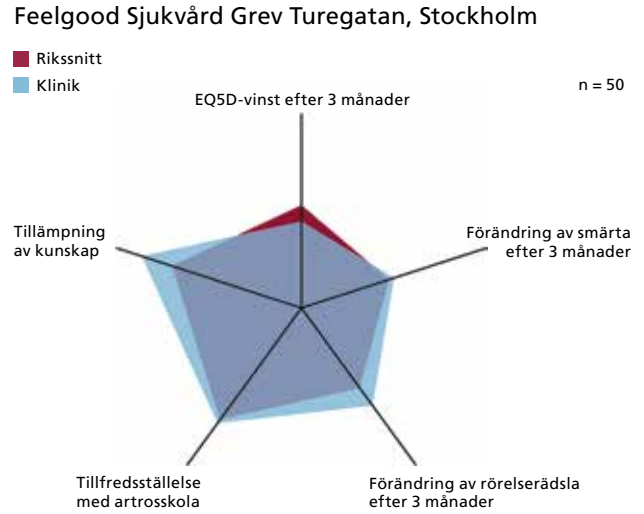 Feelgood Sjukvård Grev Turegatan, Stockholm
Rikssnitt
Klinik
n = 50
EQ5D-vinst efter 3 månader
Tillämpning
av kunskap
Förändring av smärta
efter 3 månader
Tillfredsställelse
med artrosskola
Förändring av rörelserädsla
efter 3 månader